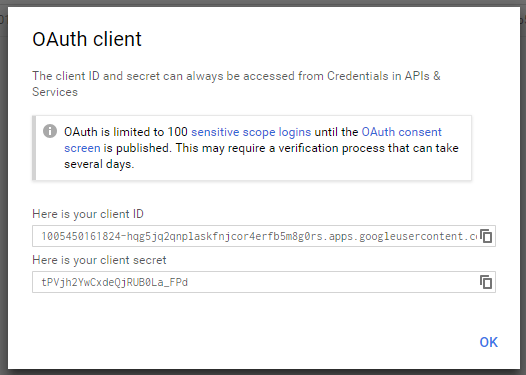 OAuth client
The client ID and secret can always be accessed from Credentials in APIs &
Services
OAuth is limited to 100 sensitive scope logins until the OAuth consent
screen is published. This may require a verification process that can take
several days.
Here is your client ID
1005450161824-hqg5jq2qnplaskfnjcor4erfb5m8g0rs.apps.googleusercontent.co
Here is your client secret
tPVjh2YwCxdeQjRUB0La_FPd
OK